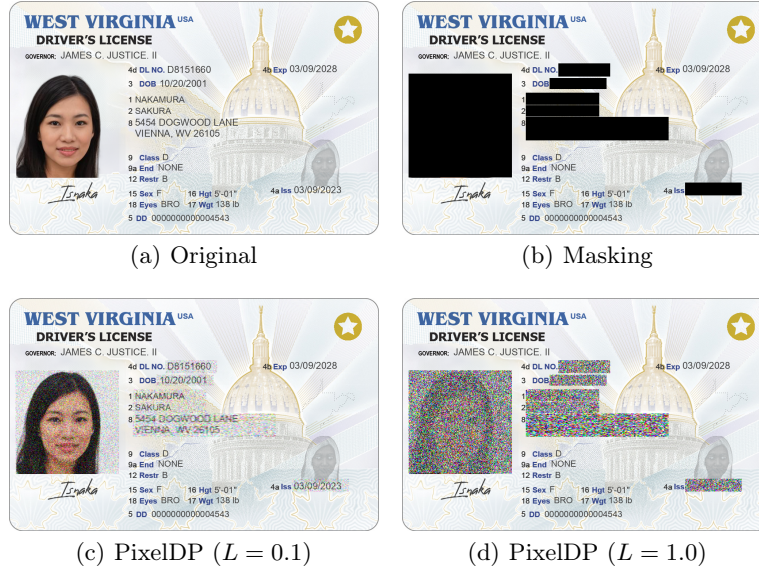 WEST VIRGINIA USA
DRIVER'S LICENSE
GOVERNOR: JAMES C. JUSTICE. II
4d DL NO. D8151660 4b Exp 03/09/2028
3 DOB 10/20/2001
1 NAKAMURA
2 SAKURA
8 5454 DOGWOOD LANE
VIENNA, WV 26105
9 Class D
9a End NONE
12 Restr B
15 Sex F 16 Hgt 5'-01" 4a Iss 03/09/2023
18 Eyes BRO 17 Wgt 138 lb
5 DD 0000000000004543
Isnaka
(a) Original
WEST VIRGINIA USA
DRIVER'S LICENSE
GOVERNOR: JAMES C. JUSTICE. II
4d DL NO. 4b Exp 03/09/2028
3 DOB
1
2
8
9 Class D
9a End NONE
12 Restr B
15 Sex F 16 Hgt 5'-01" 4a Iss
18 Eyes BRO 17 Wgt 138 lb
5 DD 0000000000004543
Isnaka
(b) Masking
WEST VIRGINIA USA
DRIVER'S LICENSE
GOVERNOR: JAMES C. JUSTICE. II
4d DL NO. D8151660 4b Exp 03/09/2028
3 DOB 10/20/2001
1 NAKAMURA
2 SAKURA
8 5454 DOGWOOD LANE
VIENNA, WV 26105
9 Class D
9a End NONE
12 Restr B
15 Sex F 16 Hgt 5'-01" 4a Iss 03/09/2023
18 Eyes BRO 17 Wgt 138 lb
5 DD 0000000000004543
Isnaka
(c) PixelDP (L = 0.1)
WEST VIRGINIA USA
DRIVER'S LICENSE
GOVERNOR: JAMES C. JUSTICE. II
4d DL NO. 4b Exp 03/09/2028
3 DOB
1
2
8
9 Class D
9a End NONE
12 Restr B
15 Sex F 16 Hgt 5'-01" 4a Iss
18 Eyes BRO 17 Wgt 138 lb
5 DD 0000000000004543
Isnaka
(d) PixelDP (L = 1.0)